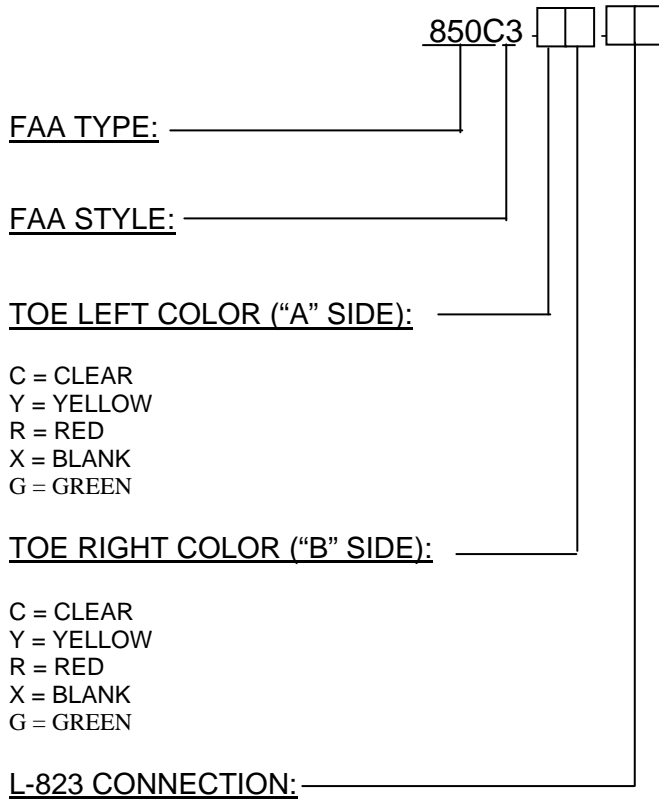 850C3
FAA TYPE:
FAA STYLE:
TOE LEFT COLOR (“A” SIDE):
C = CLEAR
Y = YELLOW
R = RED
X = BLANK
G = GREEN
TOE RIGHT COLOR (“B” SIDE):
C = CLEAR
Y = YELLOW
R = RED
X = BLANK
G = GREEN
L-823 CONNECTION: